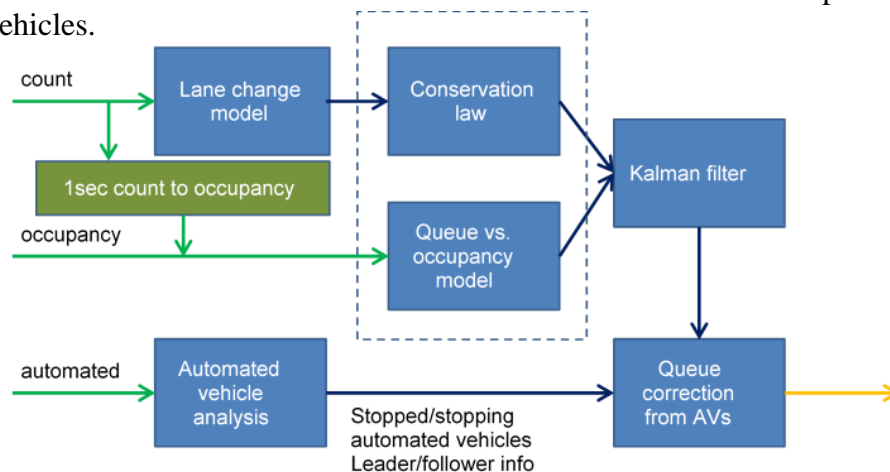 ehicles.
count
Lane change
model
Conservation
law
Kalman filter
1sec count to occupancy
occupancy
Queue vs.
occupancy
model
automated
Automated
vehicle
analysis
Stopped/stopping
automated vehicles
Leader/follower info
Queue
correction
from AVs